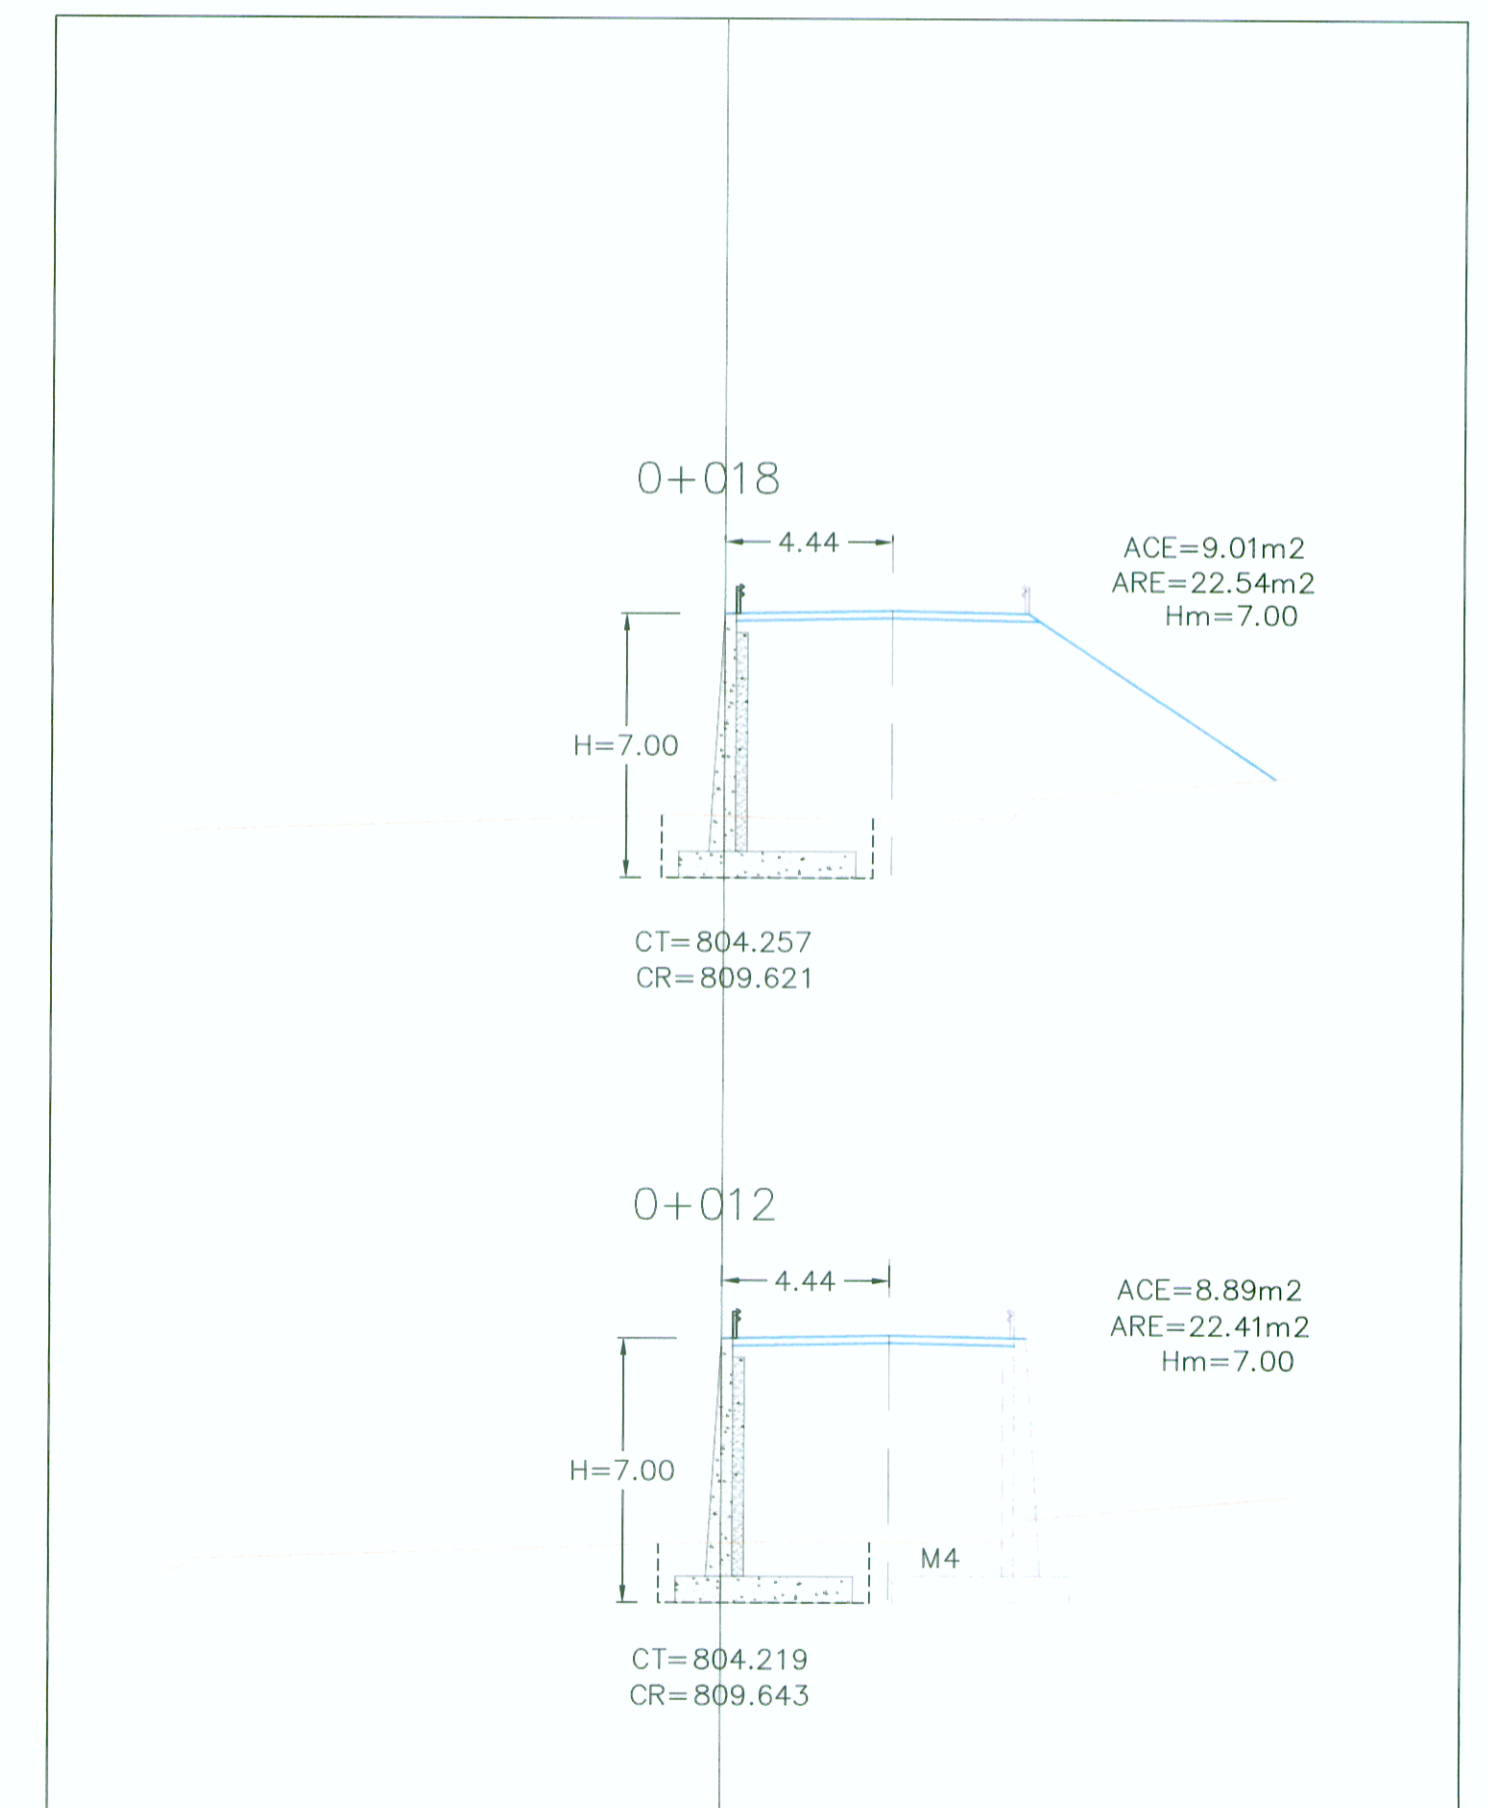 0+018
4.44
ACE=9.01m2
ARE=22.54m2
Hm=7.00
H=7.00
CT=804.257
CR=809.621
0+012
4.44
ACE=8.89m2
ARE=22.41m2
Hm=7.00
H=7.00
M4
CT=804.219
CR=809.643